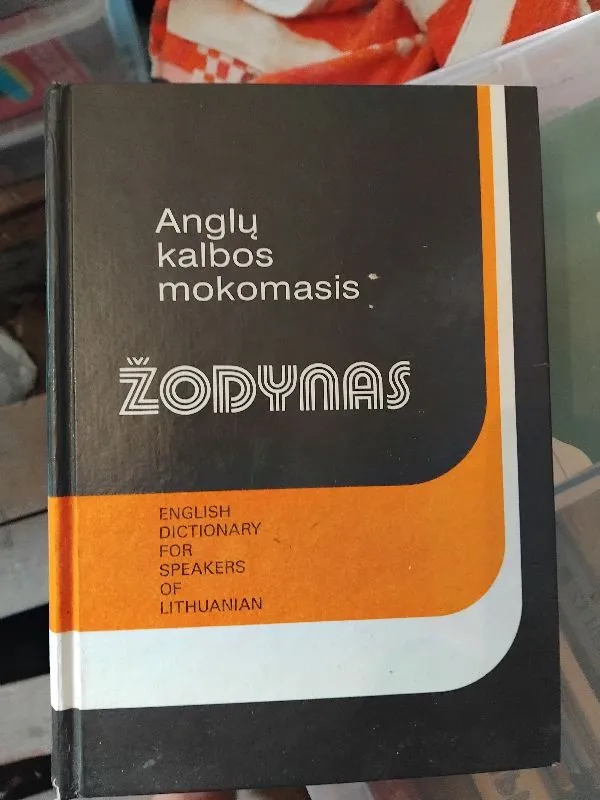 Anglų
kalbos
mokomasis
ŽODYNAS
ENGLISH
DICTIONARY
FOR
SPEAKERS
OF
LITHUANIAN